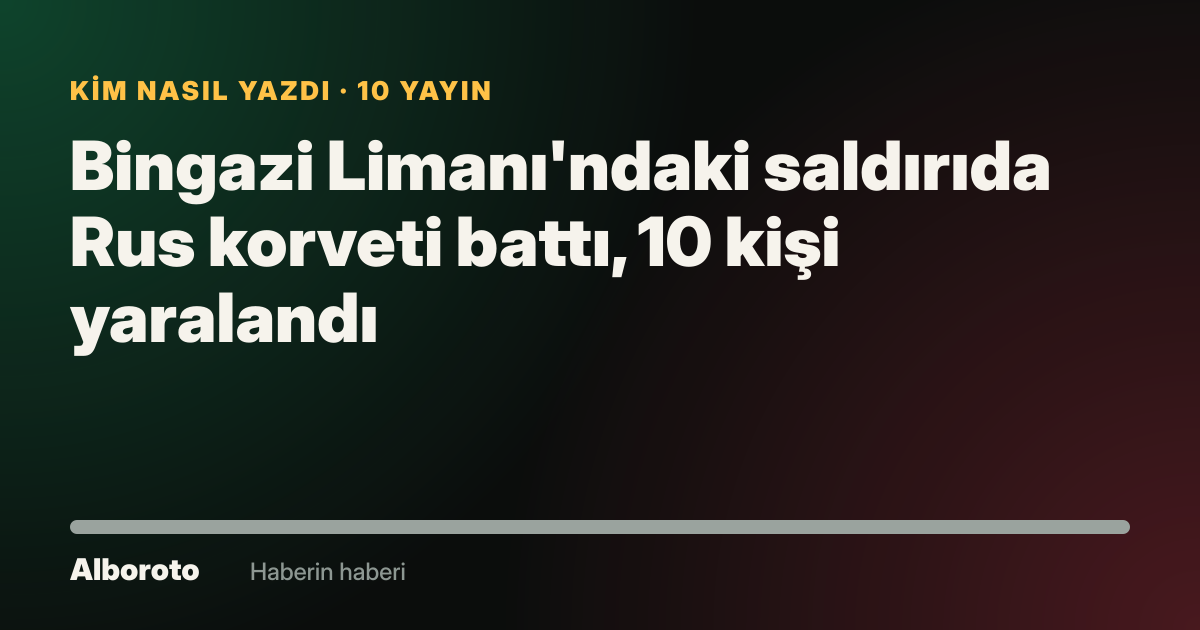 KİM NASIL YAZDI · 10 YAYIN
Bingazi Limanı'ndaki saldırıda
Rus korveti battı, 10 kişi
yaralandı
Alboroto Haberin haberi